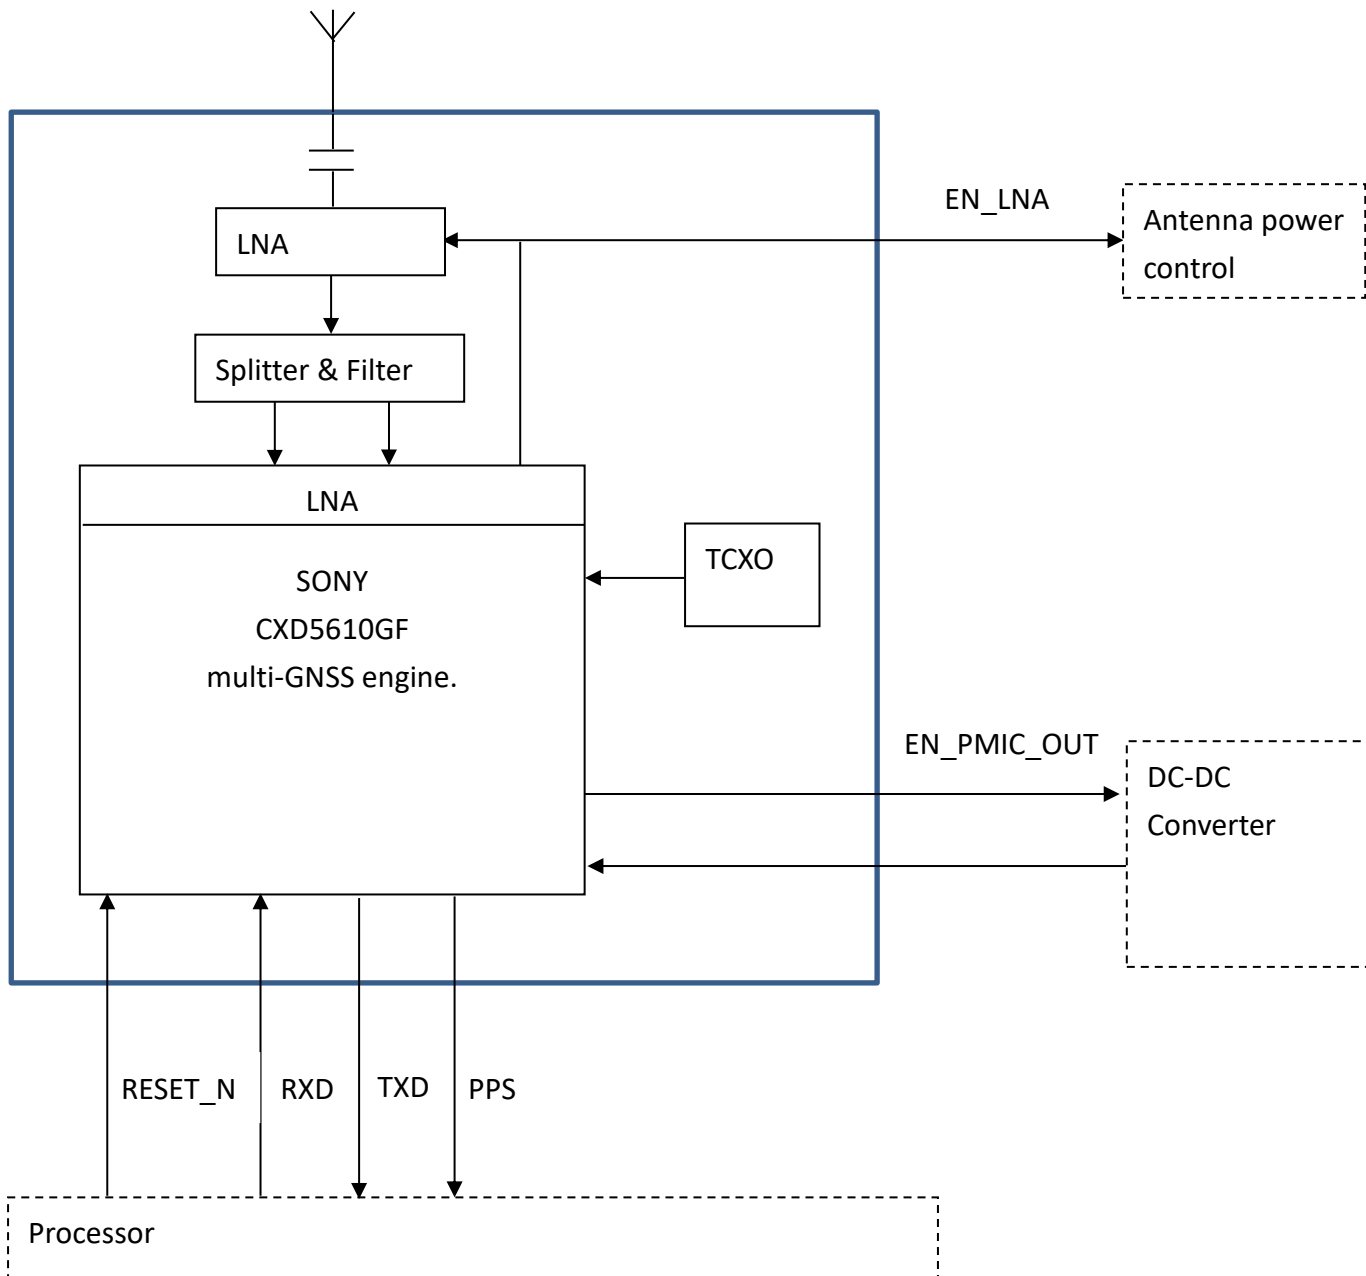 EN_LNA
Antenna power
control
LNA
Splitter & Filter
LNA
SONY
CXD5610GF
multi-GNSS engine.
TCXO
EN_PMIC_OUT
DC-DC
Converter
RESET_N
RXD
TXD
PPS
Processor